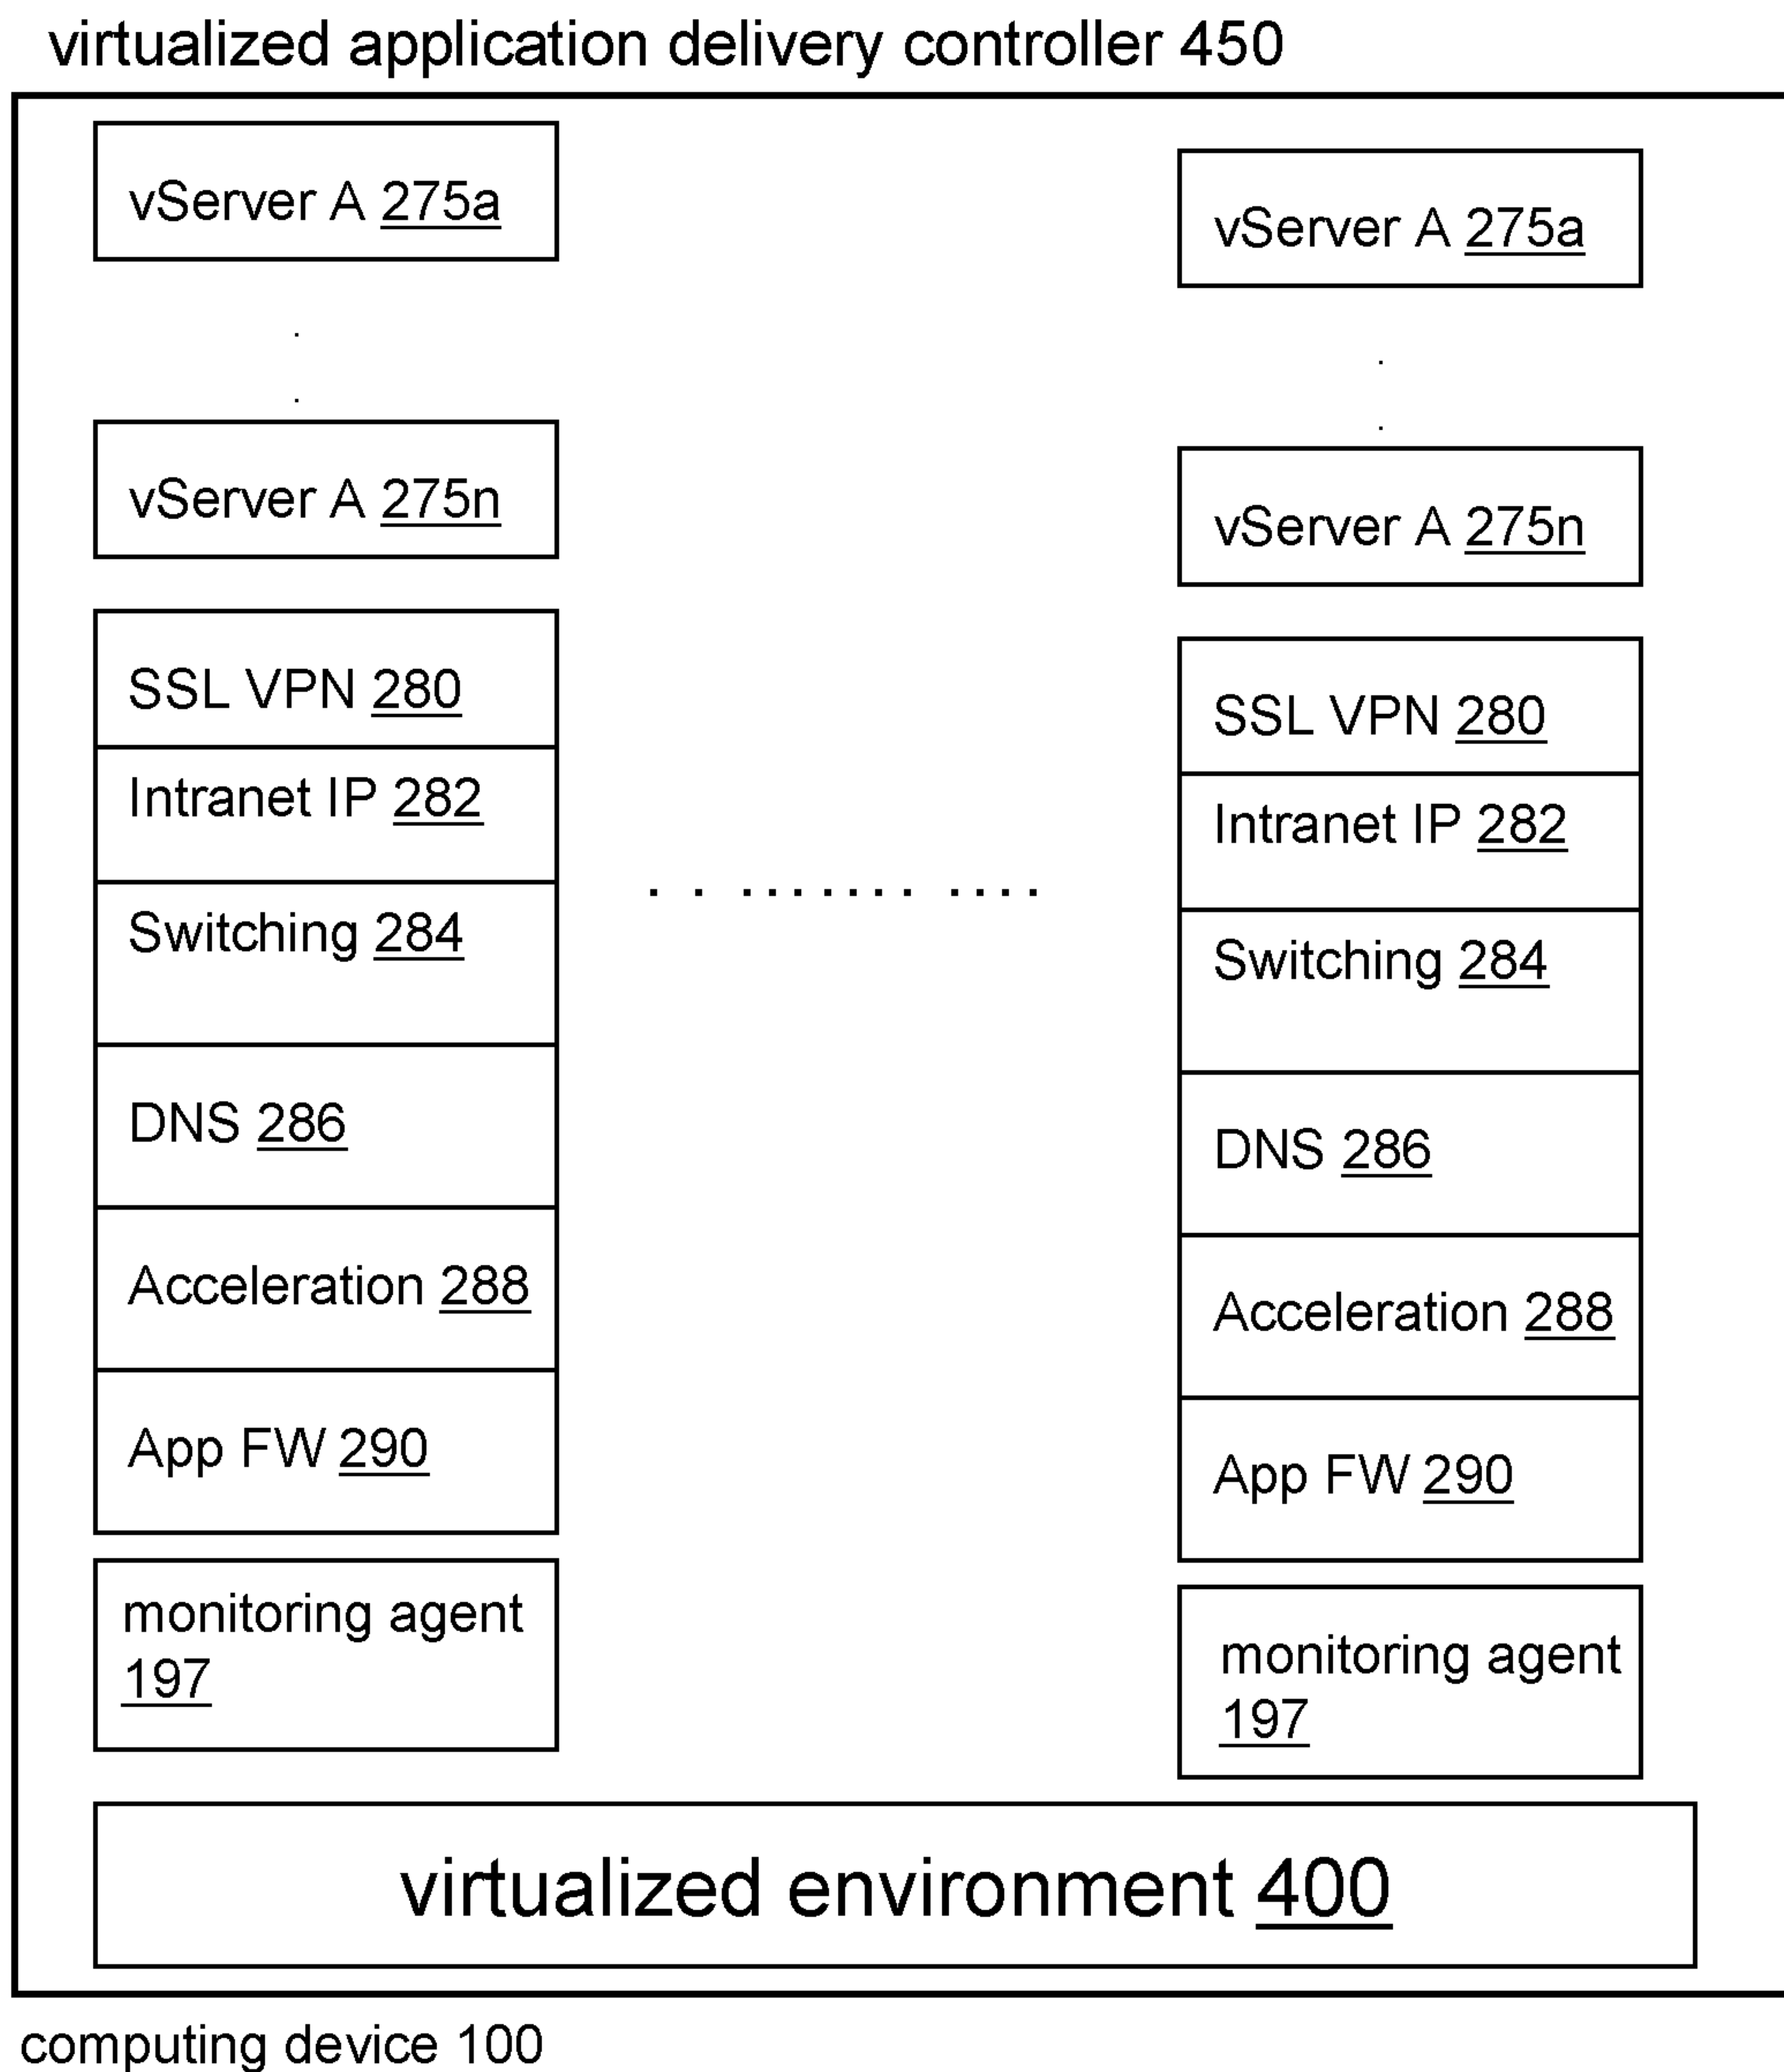 virtualized application delivery controller 450
vServer A 275a
vServer A 275n
SSL VPN 280
Intranet IP 282
Switching 284
DNS 286
Acceleration 288
App FW 290
monitoring agent
197
vServer A 275a
vServer A 275n
SSL VPN 280
Intranet IP 282
Switching 284
DNS 286
Acceleration 288
App FW 290
monitoring agent
197
virtualized environment 400
computing device 100